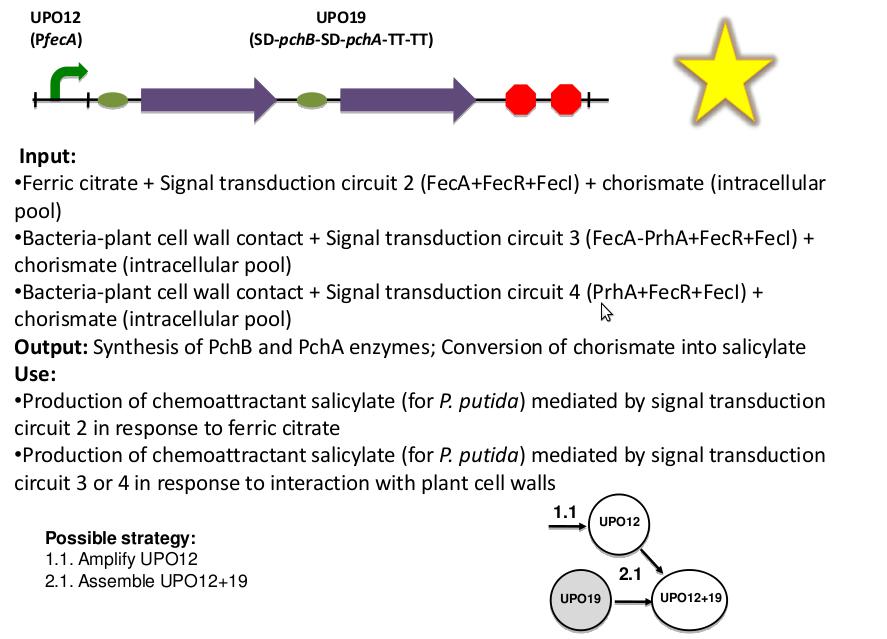 UPO12
(PfecA)
UPO19
(SD-pchB-SD-pchA-TT-TT)
Input:
•Ferric citrate + Signal transduction circuit 2 (FecA+FecR+FecI) + chorismate (intracellular
pool)
•Bacteria-plant cell wall contact + Signal transduction circuit 3 (FecA-PrhA+FecR+FecI) +
chorismate (intracellular pool)
•Bacteria-plant cell wall contact + Signal transduction circuit 4 (PrhA+FecR+FecI) +
chorismate (intracellular pool)
Output: Synthesis of PchB and PchA enzymes; Conversion of chorismate into salicylate
Use:
•Production of chemoattractant salicylate (for P. putida) mediated by signal transduction
circuit 2 in response to ferric citrate
•Production of chemoattractant salicylate (for P. putida) mediated by signal transduction
circuit 3 or 4 in response to interaction with plant cell walls
Possible strategy:
1.1. Amplify UPO12
2.1. Assemble UPO12+19
1.1
UPO12
2.1
UPO19
UPO12+19